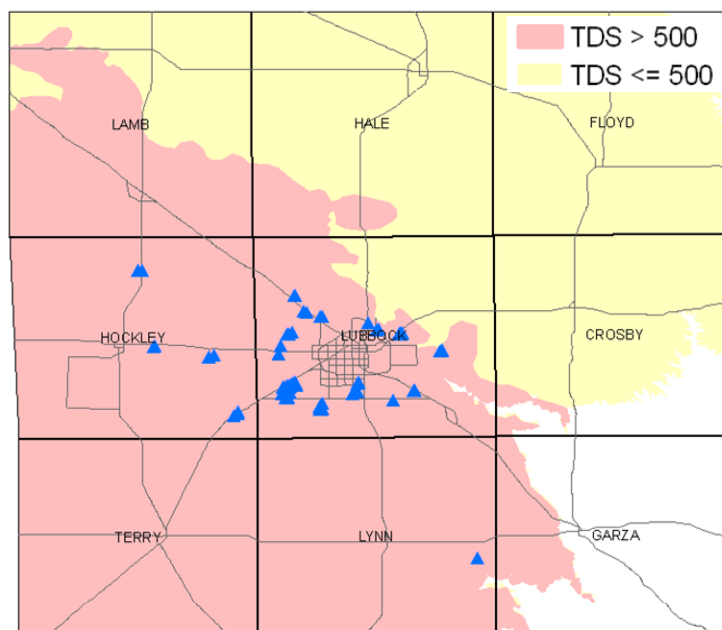 TDS > 500
TDS <= 500
LAMB
HALE
FLOYD
HOCKLEY
LUBBOCK
CROSBY
TERRY
LYNN
GARZA